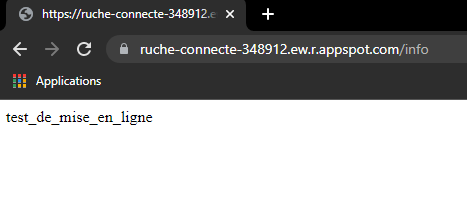 https://ruche-connecte-348912.e
ruche-connecte-348912.ew.r.appspot.com/info
Applications
test_de_mise_en_ligne